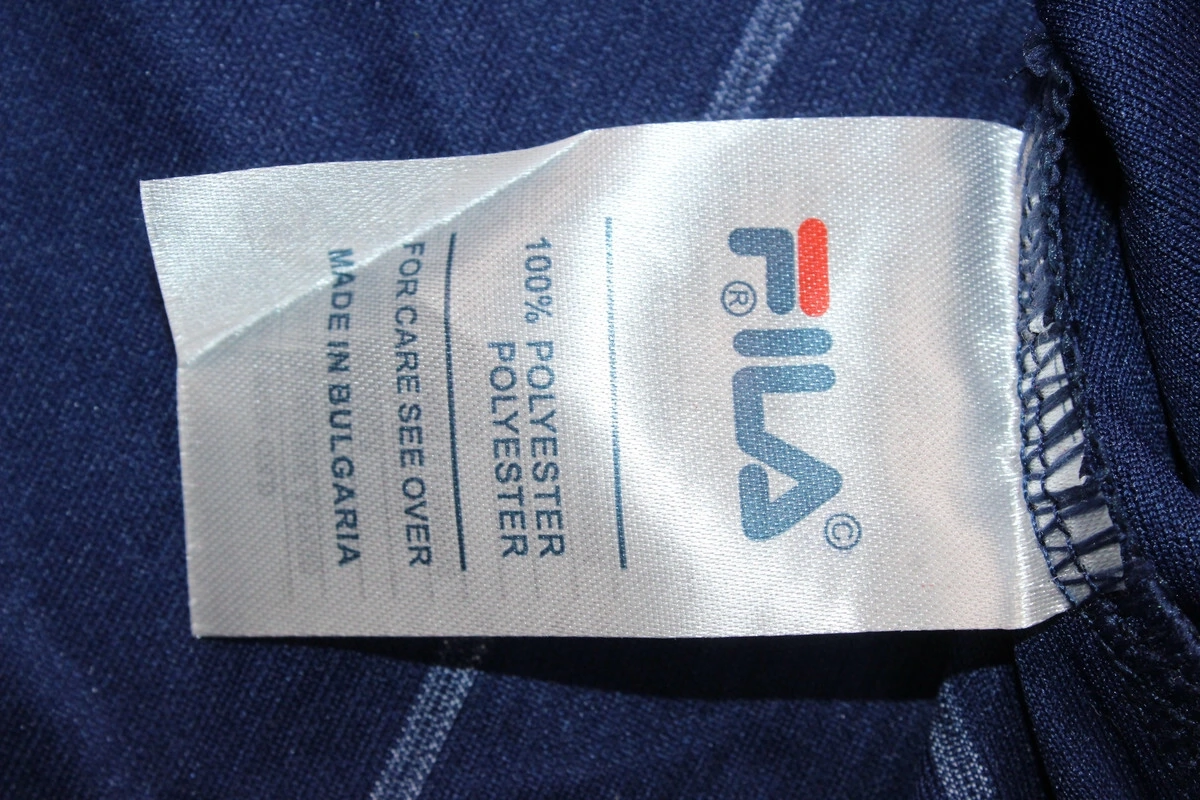 FILA ®
©
100% POLYESTER
POLYESTER
FOR CARE SEE OVER
MADE IN BULGARIA